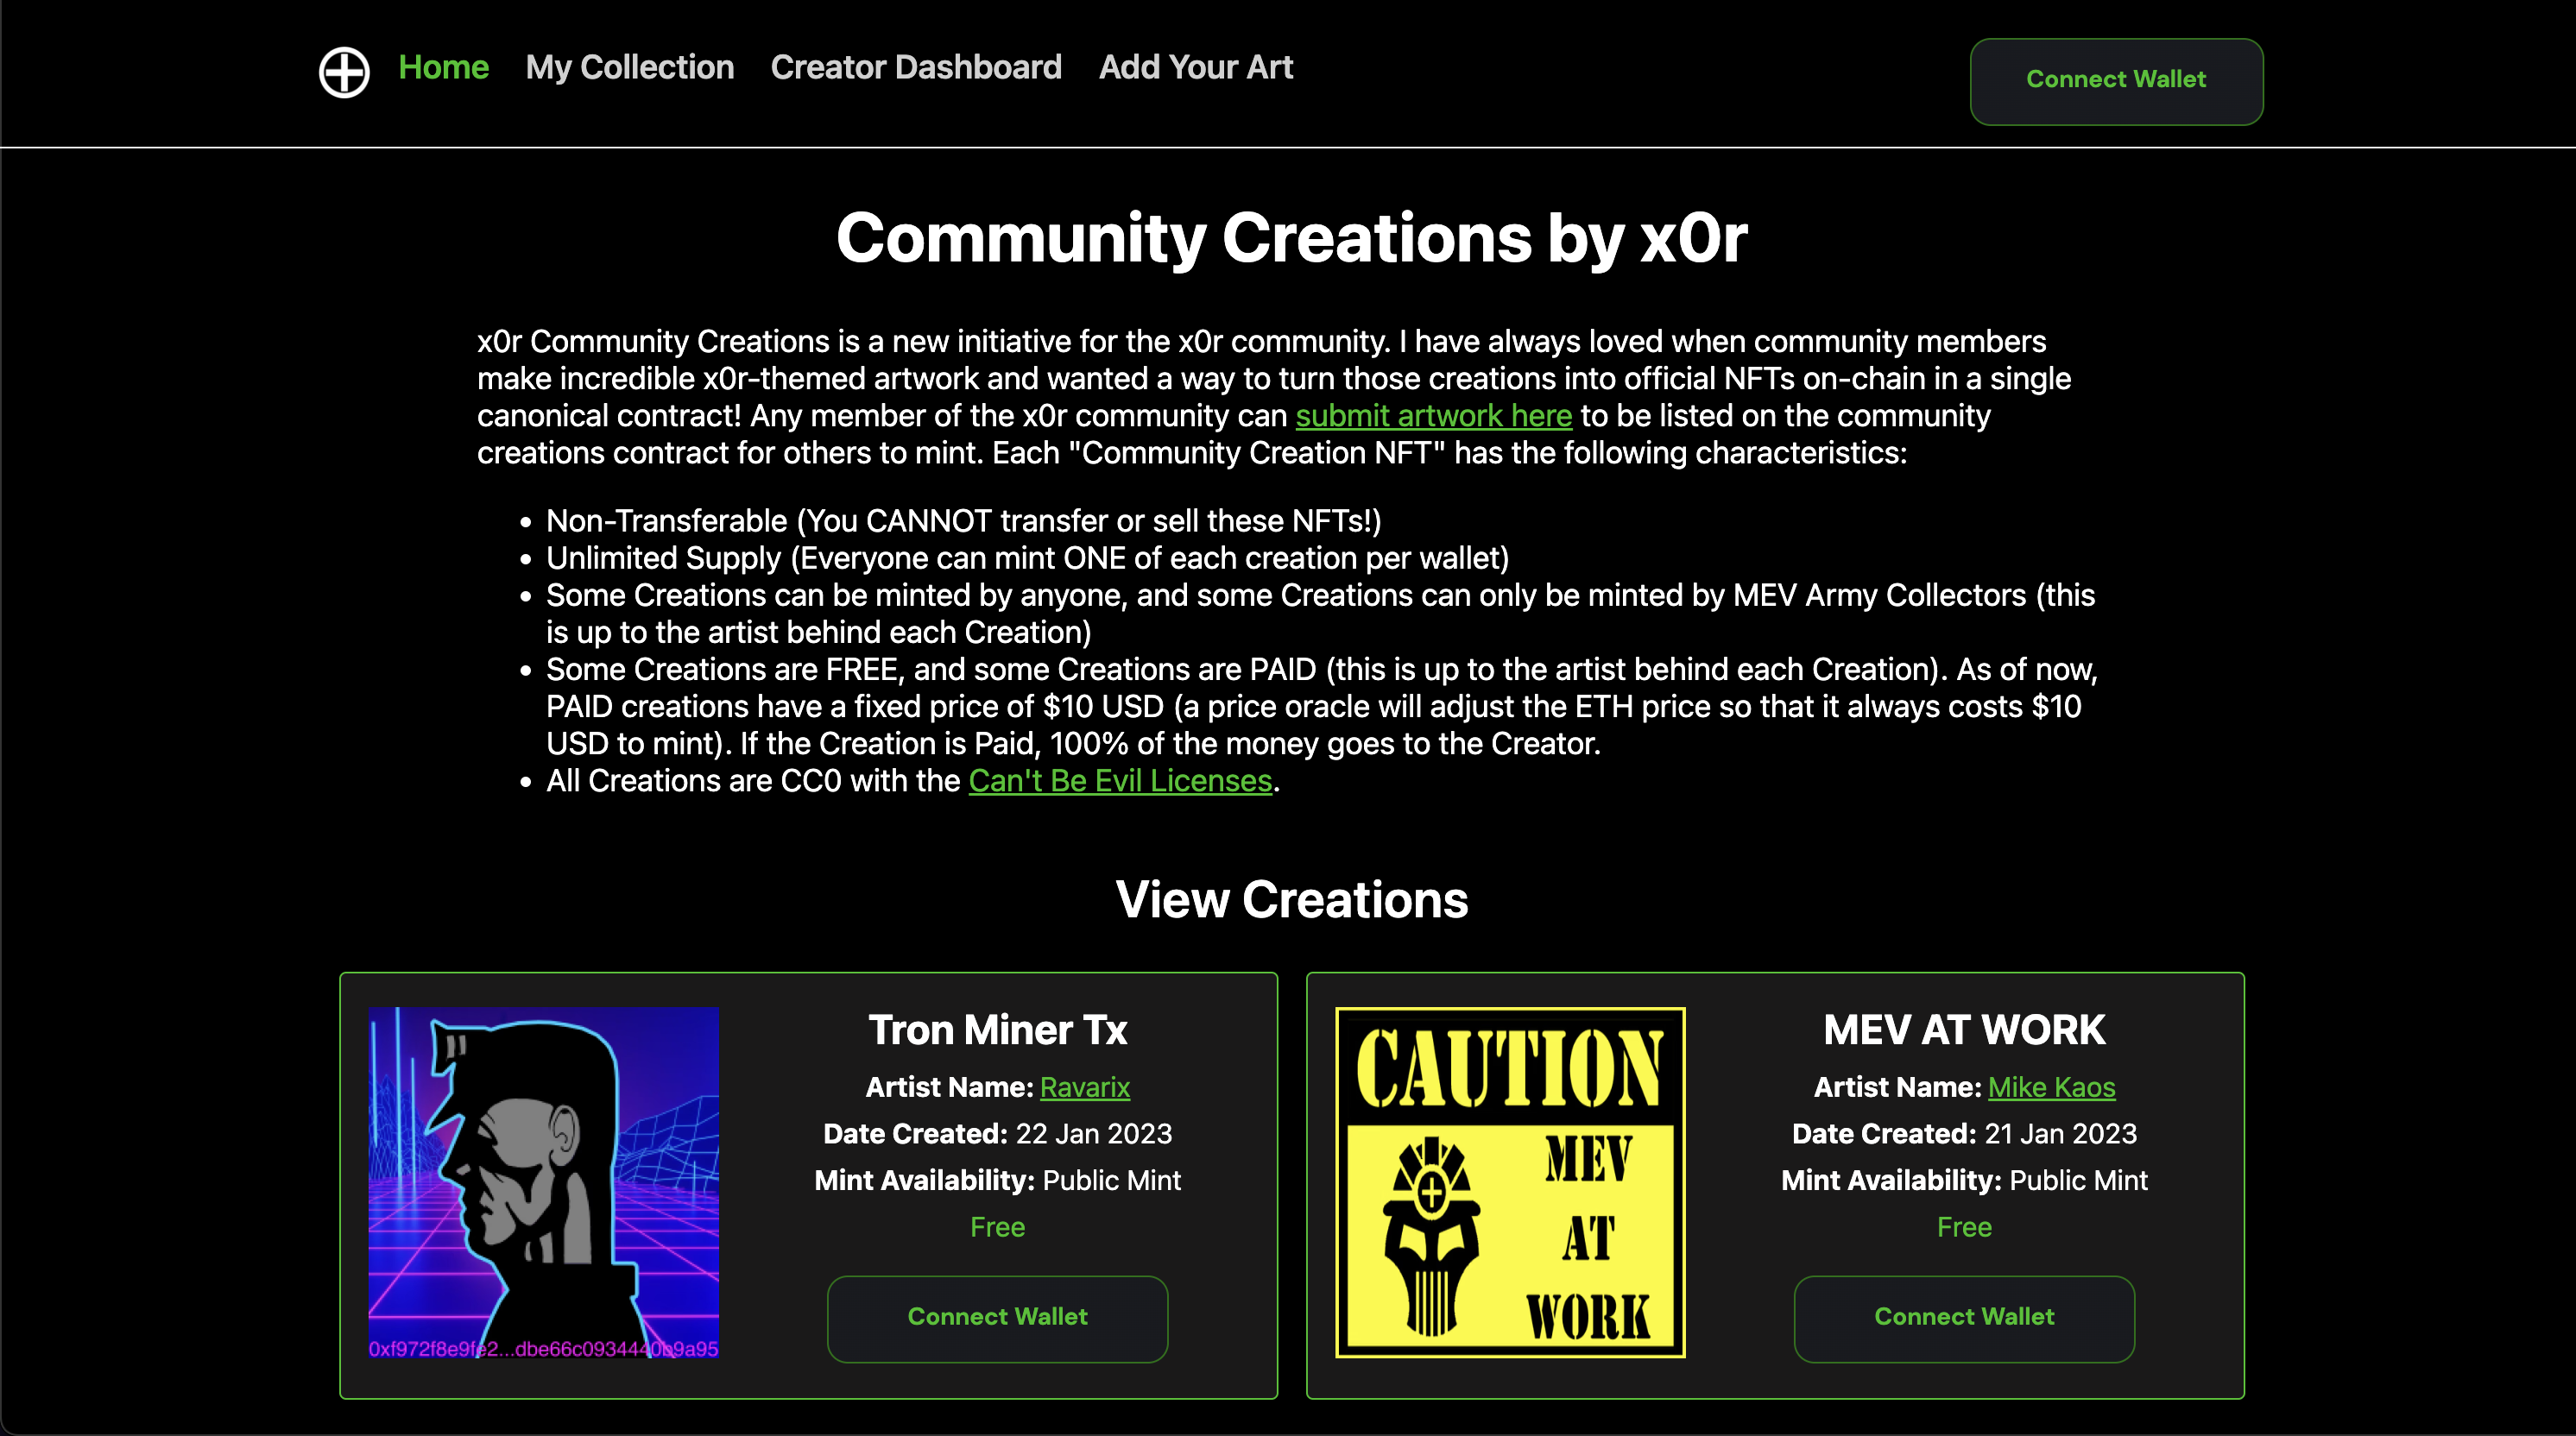 Home My Collection Creator Dashboard Add Your Art Connect Wallet
Community Creations by x0r
x0r Community Creations is a new initiative for the x0r community. I have always loved when community members
make incredible x0r-themed artwork and wanted a way to turn those creations into official NFTs on-chain in a single
canonical contract! Any member of the x0r community can submit artwork here to be listed on the community
creations contract for others to mint. Each "Community Creation NFT" has the following characteristics:
• Non-Transferable (You CANNOT transfer or sell these NFTs!)
• Unlimited Supply (Everyone can mint ONE of each creation per wallet)
• Some Creations can be minted by anyone, and some Creations can only be minted by MEV Army Collectors (this
is up to the artist behind each Creation)
• Some Creations are FREE, and some Creations are PAID (this is up to the artist behind each Creation). As of now,
PAID creations have a fixed price of $10 USD (a price oracle will adjust the ETH price so that it always costs $10
USD to mint). If the Creation is Paid, 100% of the money goes to the Creator.
• All Creations are CC0 with the Can't Be Evil Licenses.
View Creations
Tron Miner Tx
Artist Name: Ravarix
Date Created: 22 Jan 2023
Mint Availability: Public Mint
Free
Connect Wallet
0xf972f8e9fe2...dbe66c0934440b9a95
CAUTION
MEV
AT
WORK
MEV AT WORK
Artist Name: Mike Kaos
Date Created: 21 Jan 2023
Mint Availability: Public Mint
Free
Connect Wallet